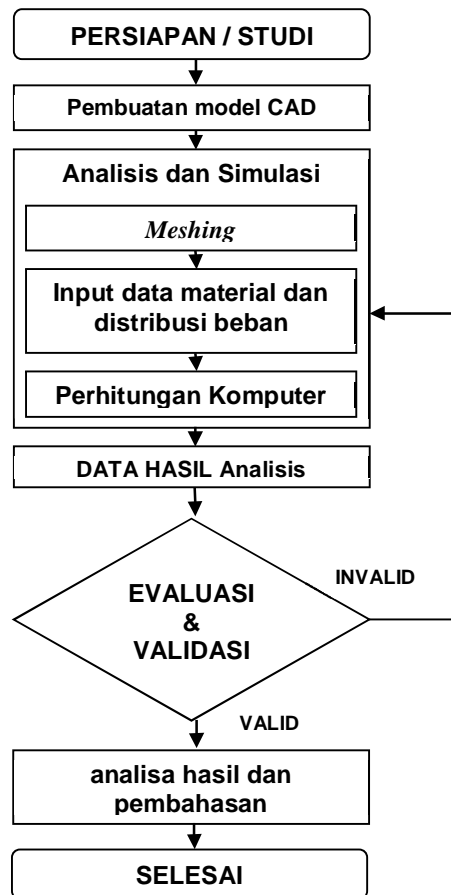 PERSIAPAN / STUDI
Pembuatan model CAD
Analisis dan Simulasi
Meshing
Input data material dan
distribusi beban
Perhitungan Komputer
DATA HASIL Analisis
EVALUASI
&
VALIDASI
INVALID
VALID
analisa hasil dan
pembahasan
SELESAI